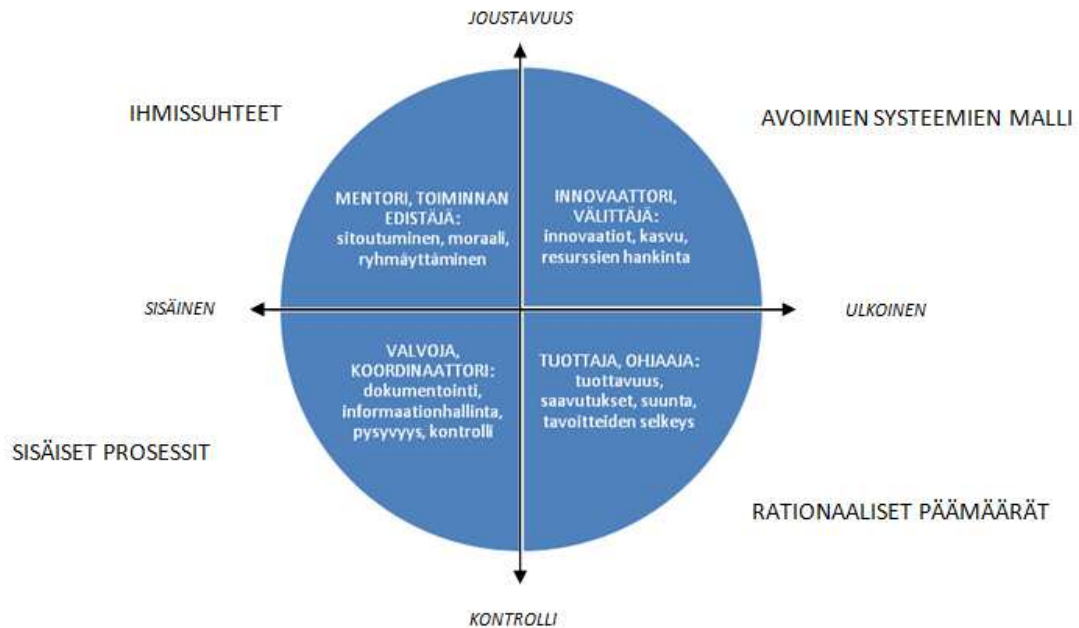 JOUSTAVUUS
IHMISSUHTEET
AVOIMIEN SYSTEEMIEN MALLI
MENTORI, TOIMINNAN
EDISTÄJÄ:
sitoutuminen, moraali,
ryhmäyttäminen
INNOVAATTORI,
VÄLITTÄJÄ:
innovaatiot, kasvu,
resurssien hankinta
SISÄINEN
ULKOINEN
VALVOJA,
KOORDINAATTORI:
dokumentointi,
informaationhallinta,
pysyvyys, kontrolli
TUOTTAJA, OHJAAJA:
tuottavuus,
saavutukset, suunta,
tavoitteiden selkeys
SISÄISET PROSESSIT
RATIONAALISET PÄÄMÄÄRÄT
KONTROLLI